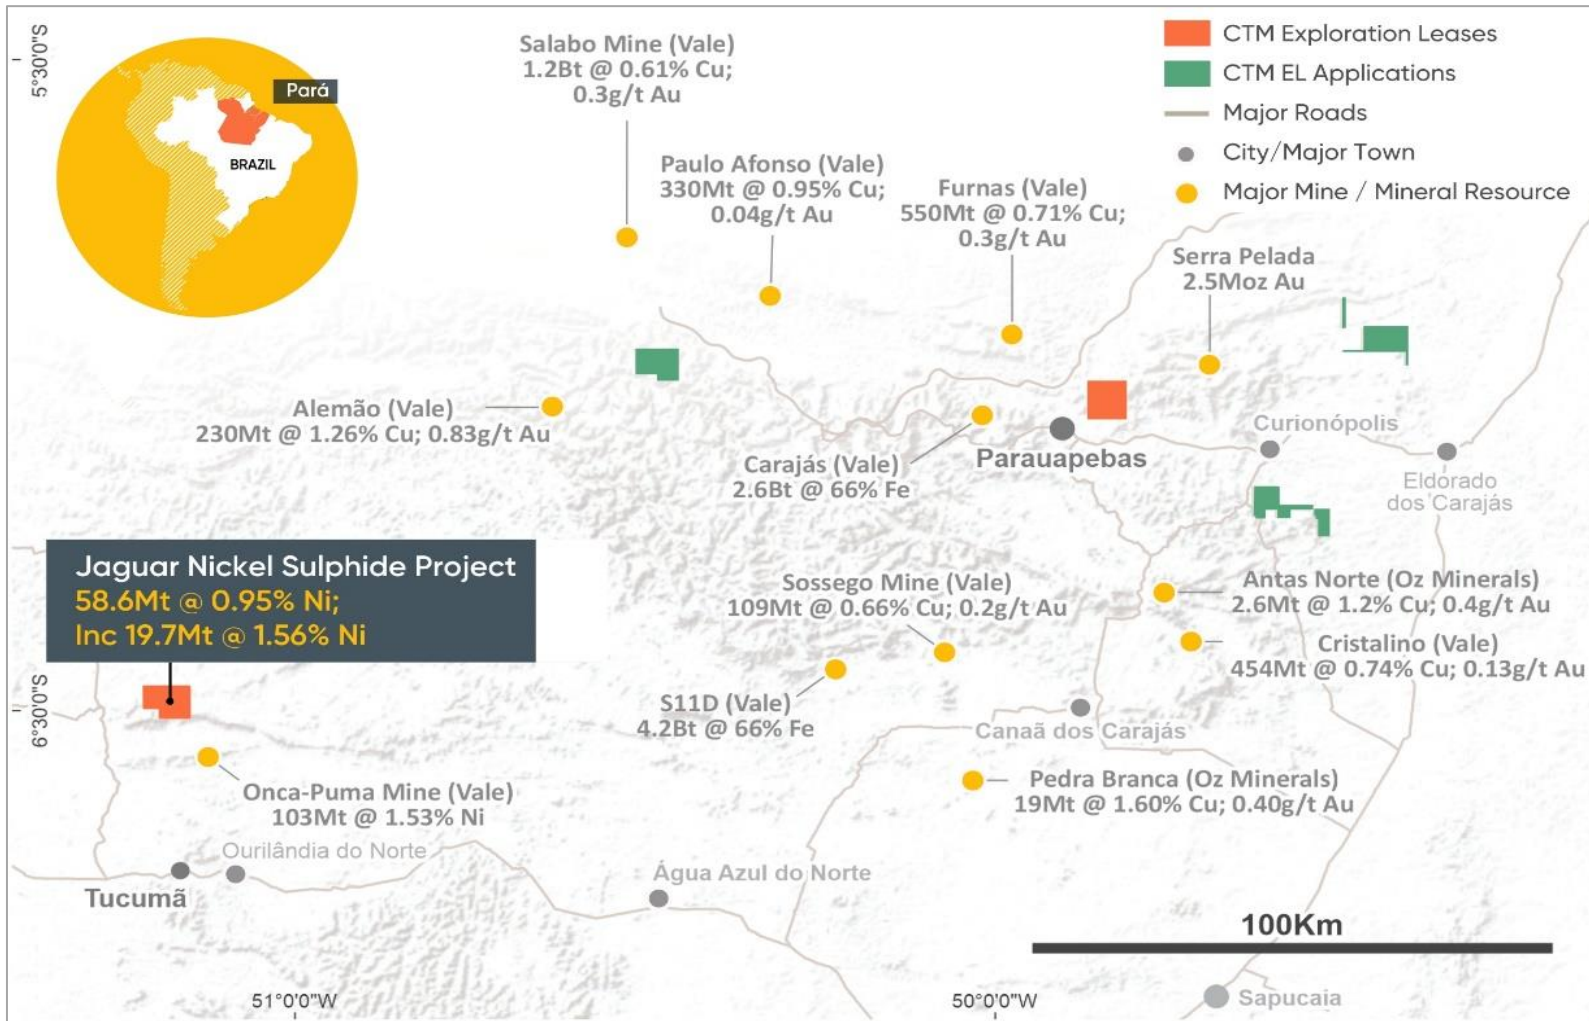 5°30'0"S
Pará
BRAZIL
Salabo Mine (Vale)
1.2Bt @ 0.61% Cu;
0.3g/t Au
CTM Exploration Leases
CTM EL Applications
Major Roads
City/Major Town
Major Mine / Mineral Resource
Paulo Afonso (Vale)
330Mt @ 0.95% Cu;
0.04g/t Au
Furnas (Vale)
550Mt @ 0.71% Cu;
0.3g/t Au
Serra Pelada
2.5Moz Au
Alemão (Vale)
230Mt @ 1.26% Cu; 0.83g/t Au
Carajás (Vale)
2.6Bt @ 66% Fe
Parauapebas
Curionópolis
Eldorado
dos Carajás
Jaguar Nickel Sulphide Project
58.6Mt @ 0.95% Ni;
Inc 19.7Mt @ 1.56% Ni
Sossego Mine (Vale)
109Mt @ 0.66% Cu; 0.2g/t Au
Antas Norte (Oz Minerals)
2.6Mt @ 1.2% Cu; 0.4g/t Au
Cristalino (Vale)
454Mt @ 0.74% Cu; 0.13g/t Au
6°30'0"S
S11D (Vale)
4.2Bt @ 66% Fe
Canaã dos Carajás
Onca-Puma Mine (Vale)
103Mt @ 1.53% Ni
Pedra Branca (Oz Minerals)
19Mt @ 1.60% Cu; 0.40g/t Au
Ourilândia do Norte
Tucumã
Água Azul do Norte
100Km
51°0'0"W
50°0'0"W
Sapucaia